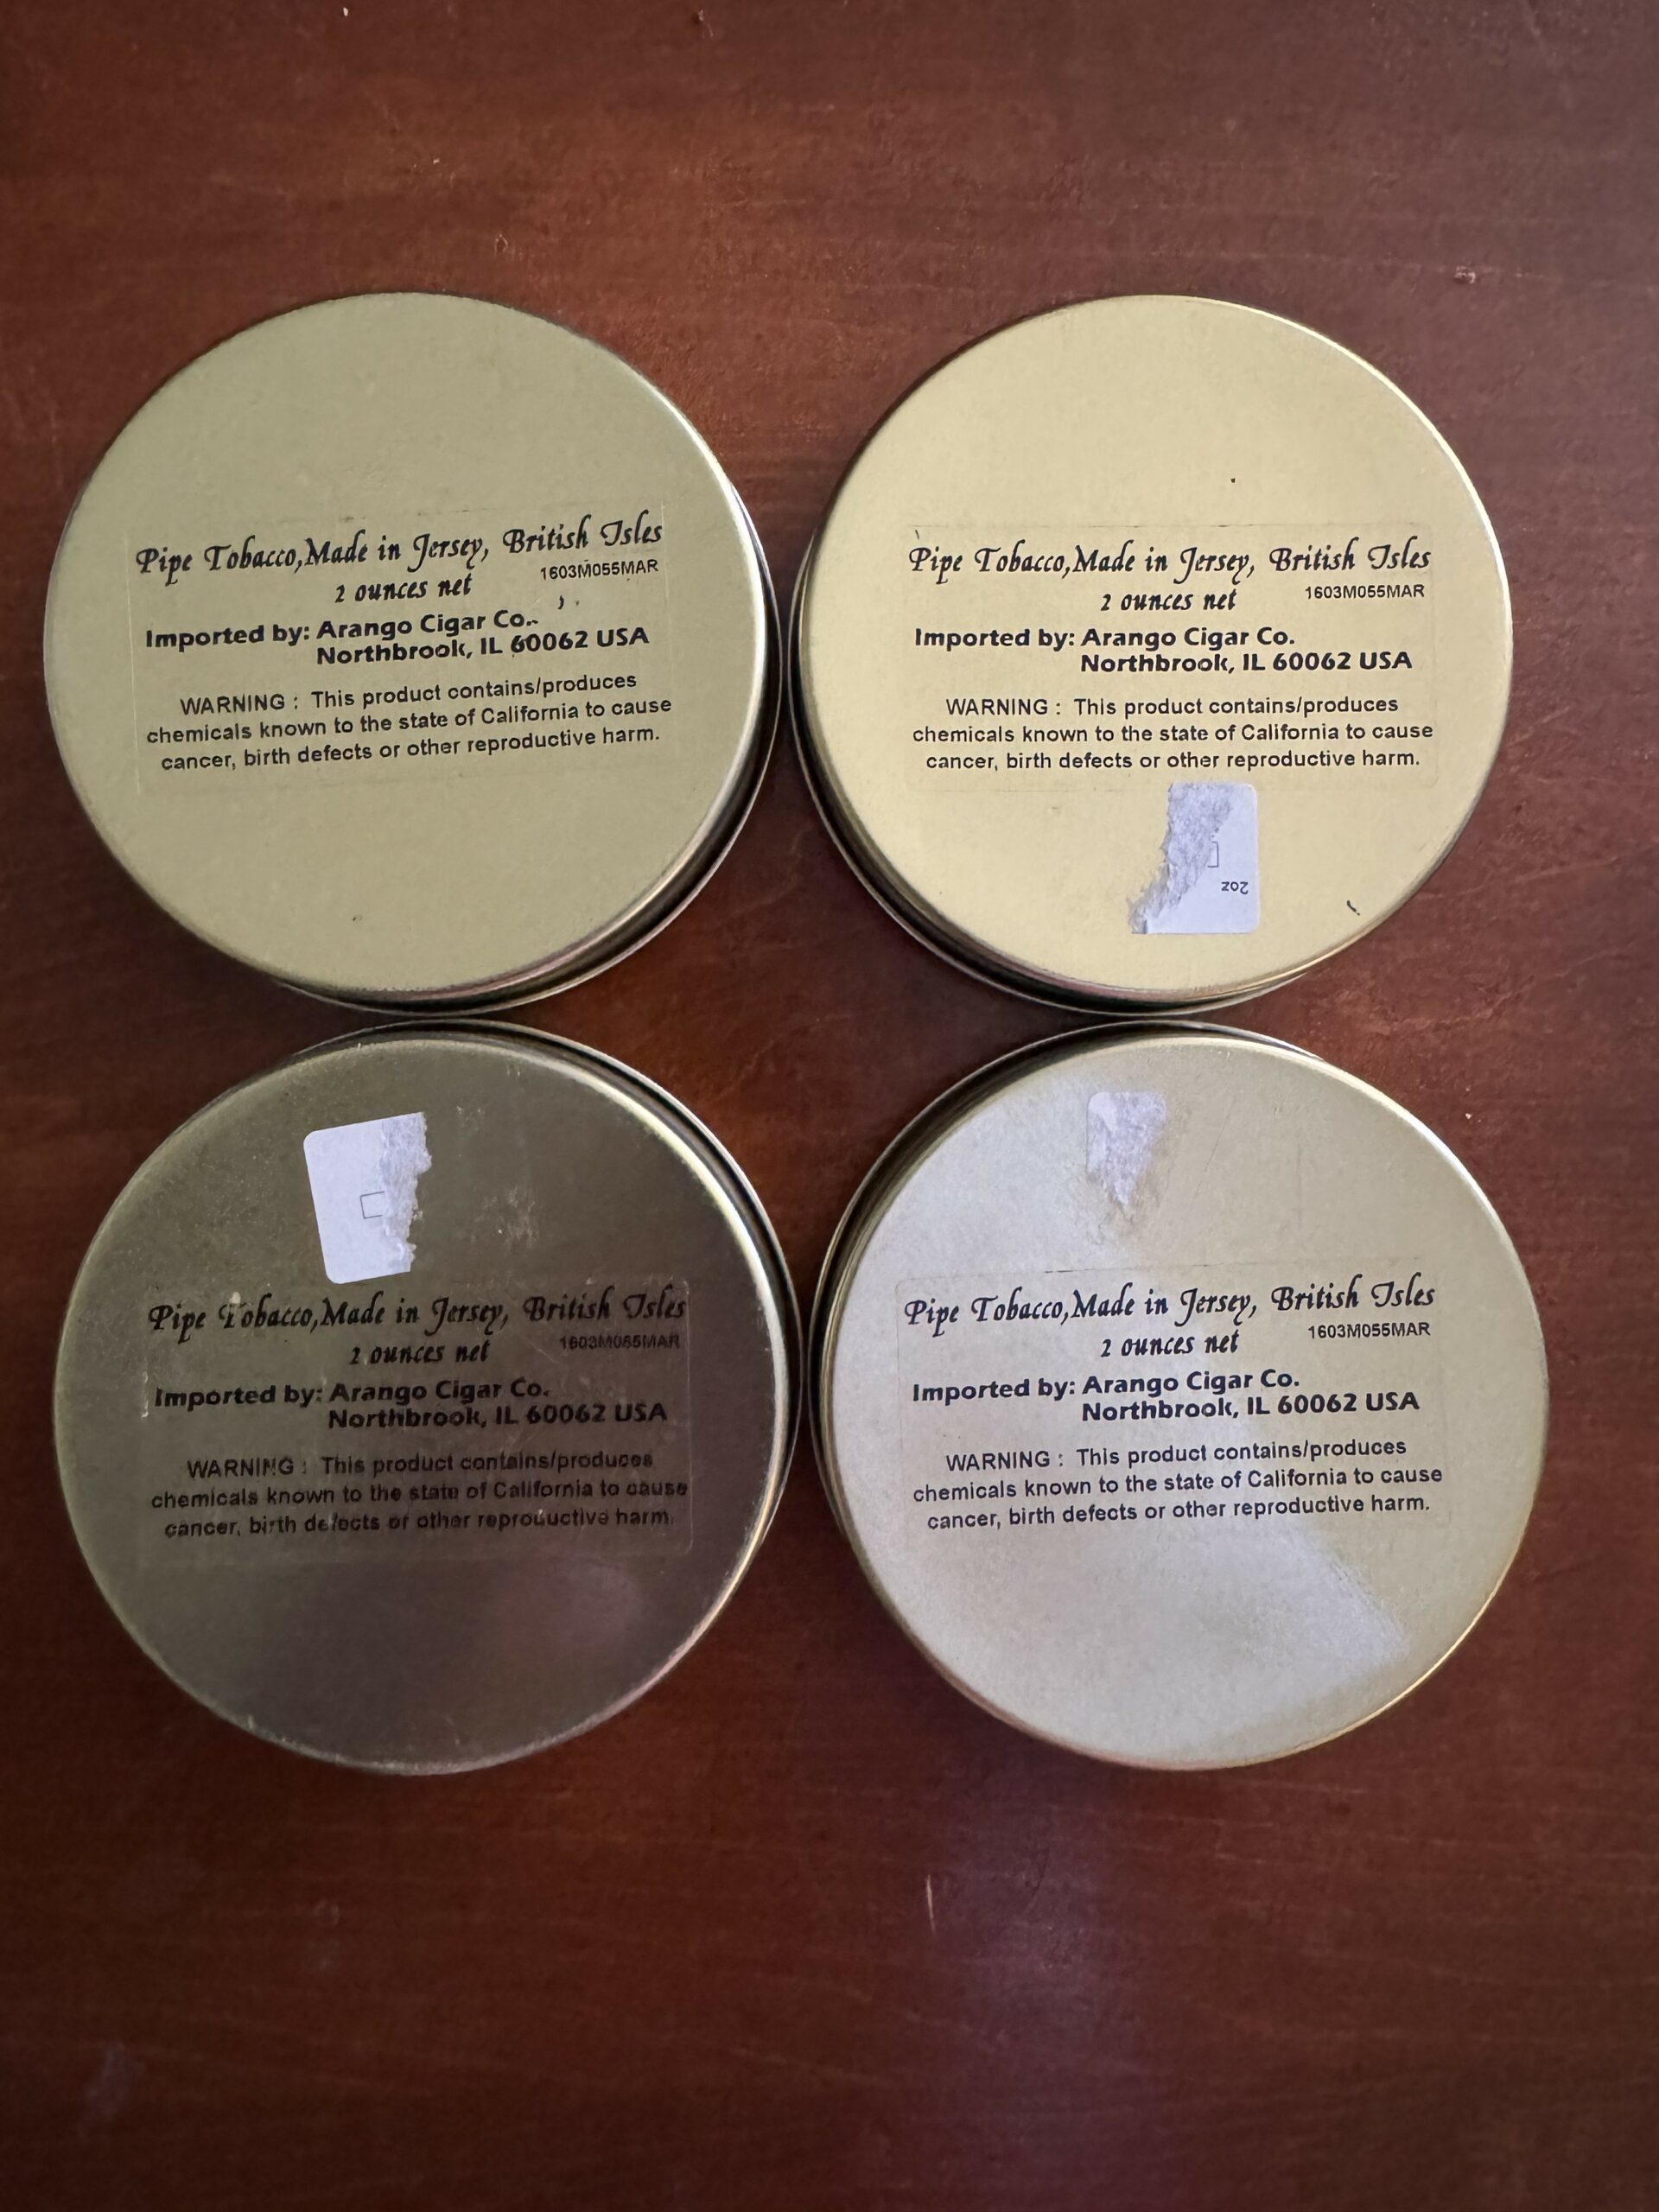 Pipe Tobacco,Made in Jersey, British Isles
2 ounces net 1603M055MAR
Imported by: Arango Cigar Co.
Northbrook, IL 60062 USA
WARNING : This product contains/produces
chemicals known to the state of California to cause
cancer, birth defects or other reproductive harm.
Pipe Tobacco,Made in Jersey, British Isles
2 ounces net 1603M055MAR
Imported by: Arango Cigar Co.
Northbrook, IL 60062 USA
WARNING : This product contains/produces
chemicals known to the state of California to cause
cancer, birth defects or other reproductive harm.
2oz
Pipe Tobacco,Made in Jersey, British Isles
2 ounces net 1603M055MAR
Imported by: Arango Cigar Co.
Northbrook, IL 60062 USA
WARNING : This product contains/produces
chemicals known to the state of California to cause
cancer, birth defects or other reproductive harm.
Pipe Tobacco,Made in Jersey, British Isles
2 ounces net 1603M055MAR
Imported by: Arango Cigar Co.
Northbrook, IL 60062 USA
WARNING : This product contains/produces
chemicals known to the state of California to cause
cancer, birth defects or other reproductive harm.